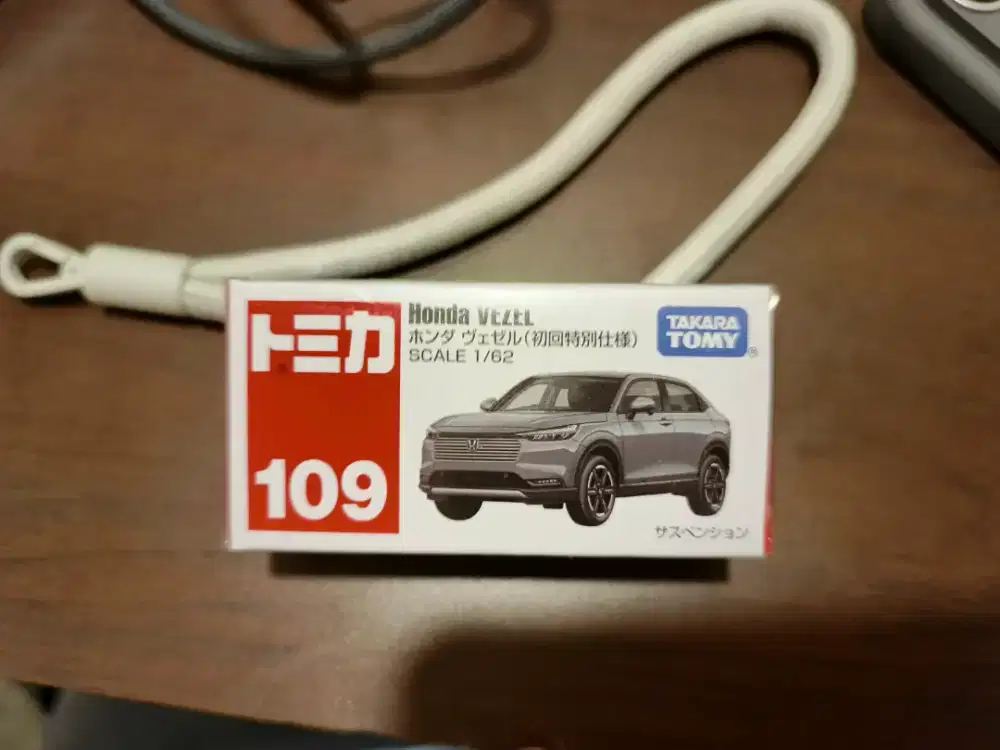 トミカ
109
Honda VEZEL
ホンダ ヴェゼル(初回特別仕様)
SCALE 1/62
TAKARA
TOMY
®
サスペンション